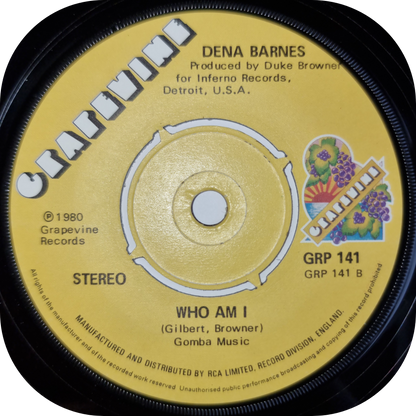 GRAPEVINE
DENA BARNES
Produced by Duke Browner
for Inferno Records,
Detroit, U.S.A.
GRAPEVINE
℗ 1980
Grapevine
Records
GRP 141
GRP 141 B
STEREO
WHO AM I
(Gilbert, Browner)
Gomba Music
MANUFACTURED AND DISTRIBUTED BY RCA LIMITED, RECORD DIVISION, ENGLAND.
All rights of the manufacturer and of the owner of the recorded work reserved. Unauthorised public performance broadcasting and copying of this record prohibited